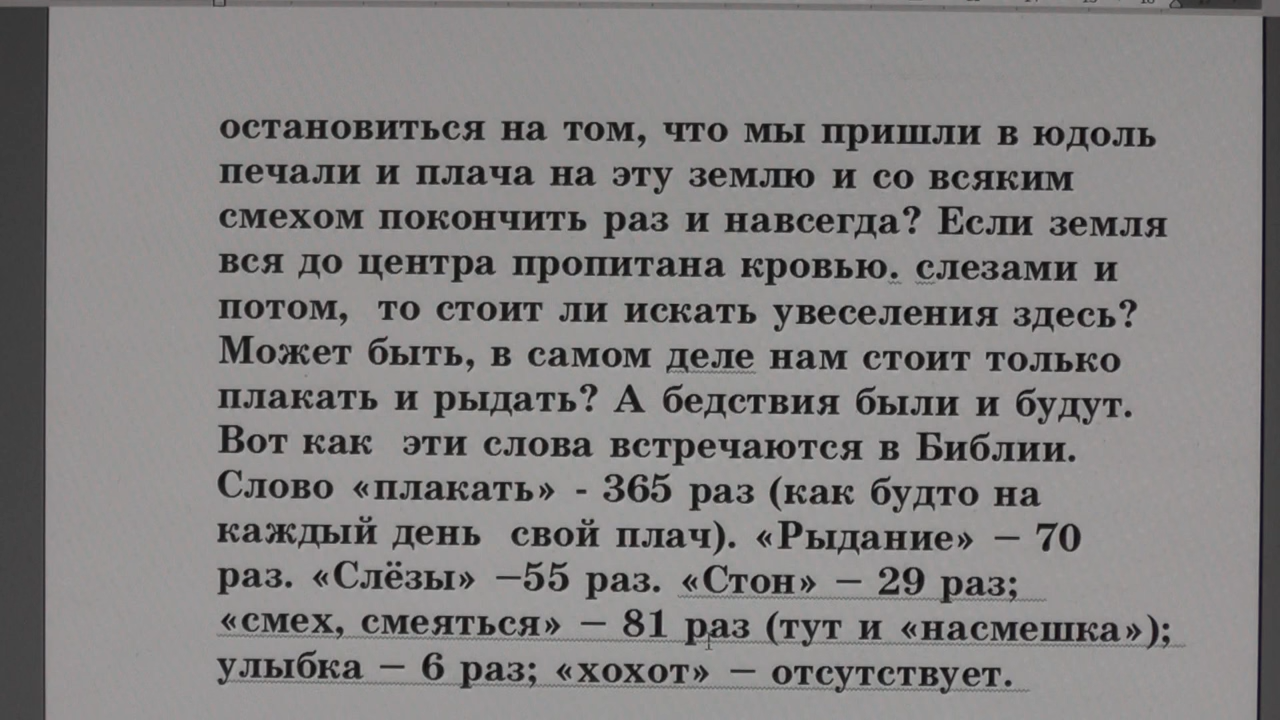 остановиться на том, что мы пришли в юдоль
печали и плача на эту землю и со всяким
смехом покончить раз и навсегда? Если земля
вся до центра пропитана кровью. слезами и
потом,  то стоит ли искать увеселения здесь?
Может быть, в самом деле нам стоит только
плакать и рыдать? А бедствия были и будут.
Вот как  эти слова встречаются в Библии.
Слово «плакать» - 365 раз (как будто на
каждый день  свой плач). «Рыдание» – 70
раз. «Слёзы» –55 раз. «Стон» – 29 раз;
«смех, смеяться» – 81 раз (тут и «насмешка»);
улыбка – 6 раз; «хохот» – отсутствует.